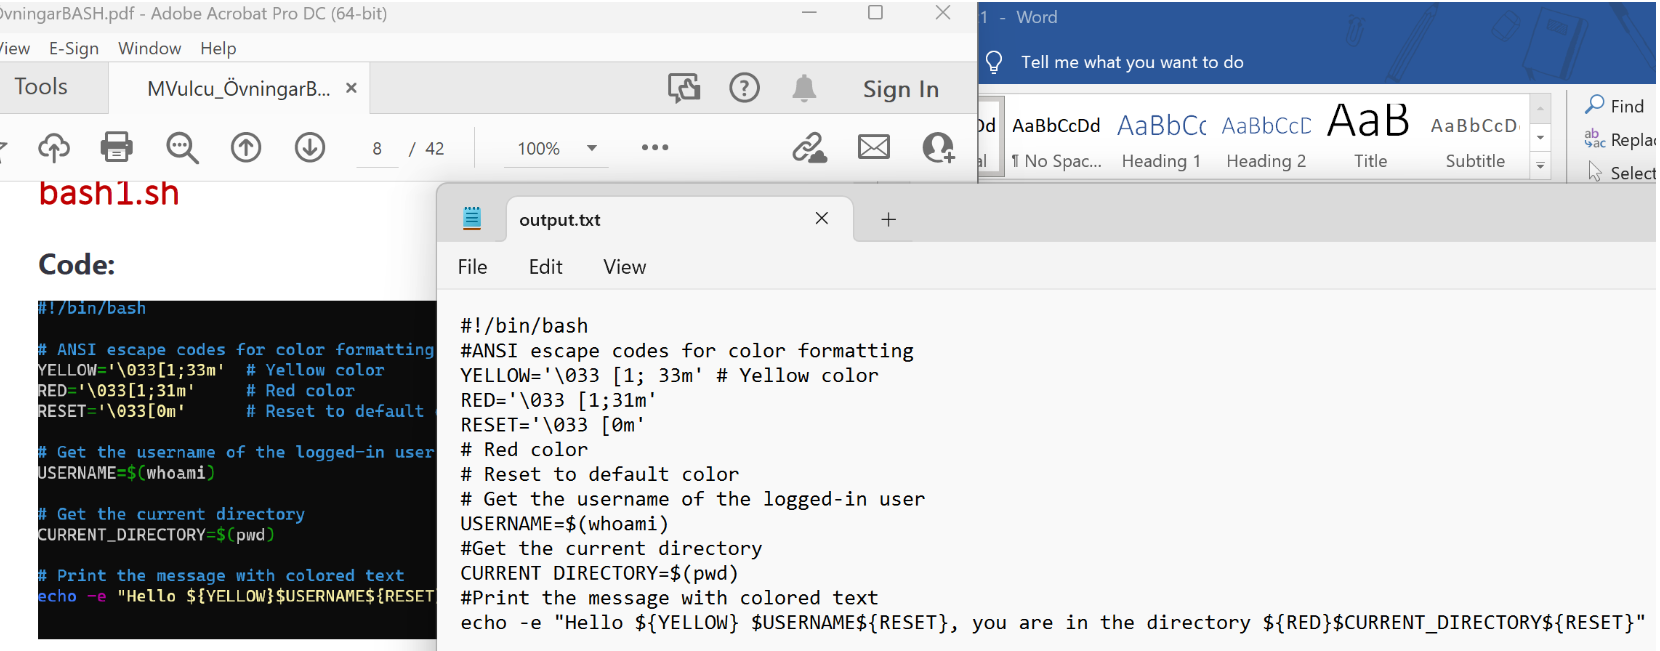 ÖvningarBASH.pdf - Adobe Acrobat Pro DC (64-bit)
View E-Sign Window Help
Tools
MVulcu_ÖvningarB...
Sign In
8 / 42
100%
bash1.sh
Code:
#!/bin/bash
# ANSI escape codes for color formatting
YELLOW='\033[1;33m' # Yellow color
RED='\033[1;31m' # Red color
RESET='\033[0m' # Reset to default
# Get the username of the logged-in user
USERNAME=$(whoami)
# Get the current directory
CURRENT_DIRECTORY=$(pwd)
# Print the message with colored text
echo -e "Hello ${YELLOW}$USERNAME${RESET}
1 - Word
Tell me what you want to do
AaBbCcDd
¶ No Spac...
AaBbCc
Heading 1
AaBbCcD
Heading 2
AaB
Title
AaBbCcD
Subtitle
Find
Replac
Select
output.txt
File Edit View
#!/bin/bash
#ANSI escape codes for color formatting
YELLOW='\033 [1; 33m' # Yellow color
RED='\033 [1;31m'
RESET='\033 [0m'
# Red color
# Reset to default color
# Get the username of the logged-in user
USERNAME=$(whoami)
#Get the current directory
CURRENT DIRECTORY=$(pwd)
#Print the message with colored text
echo -e "Hello ${YELLOW} $USERNAME${RESET}, you are in the directory ${RED}$CURRENT_DIRECTORY${RESET}"